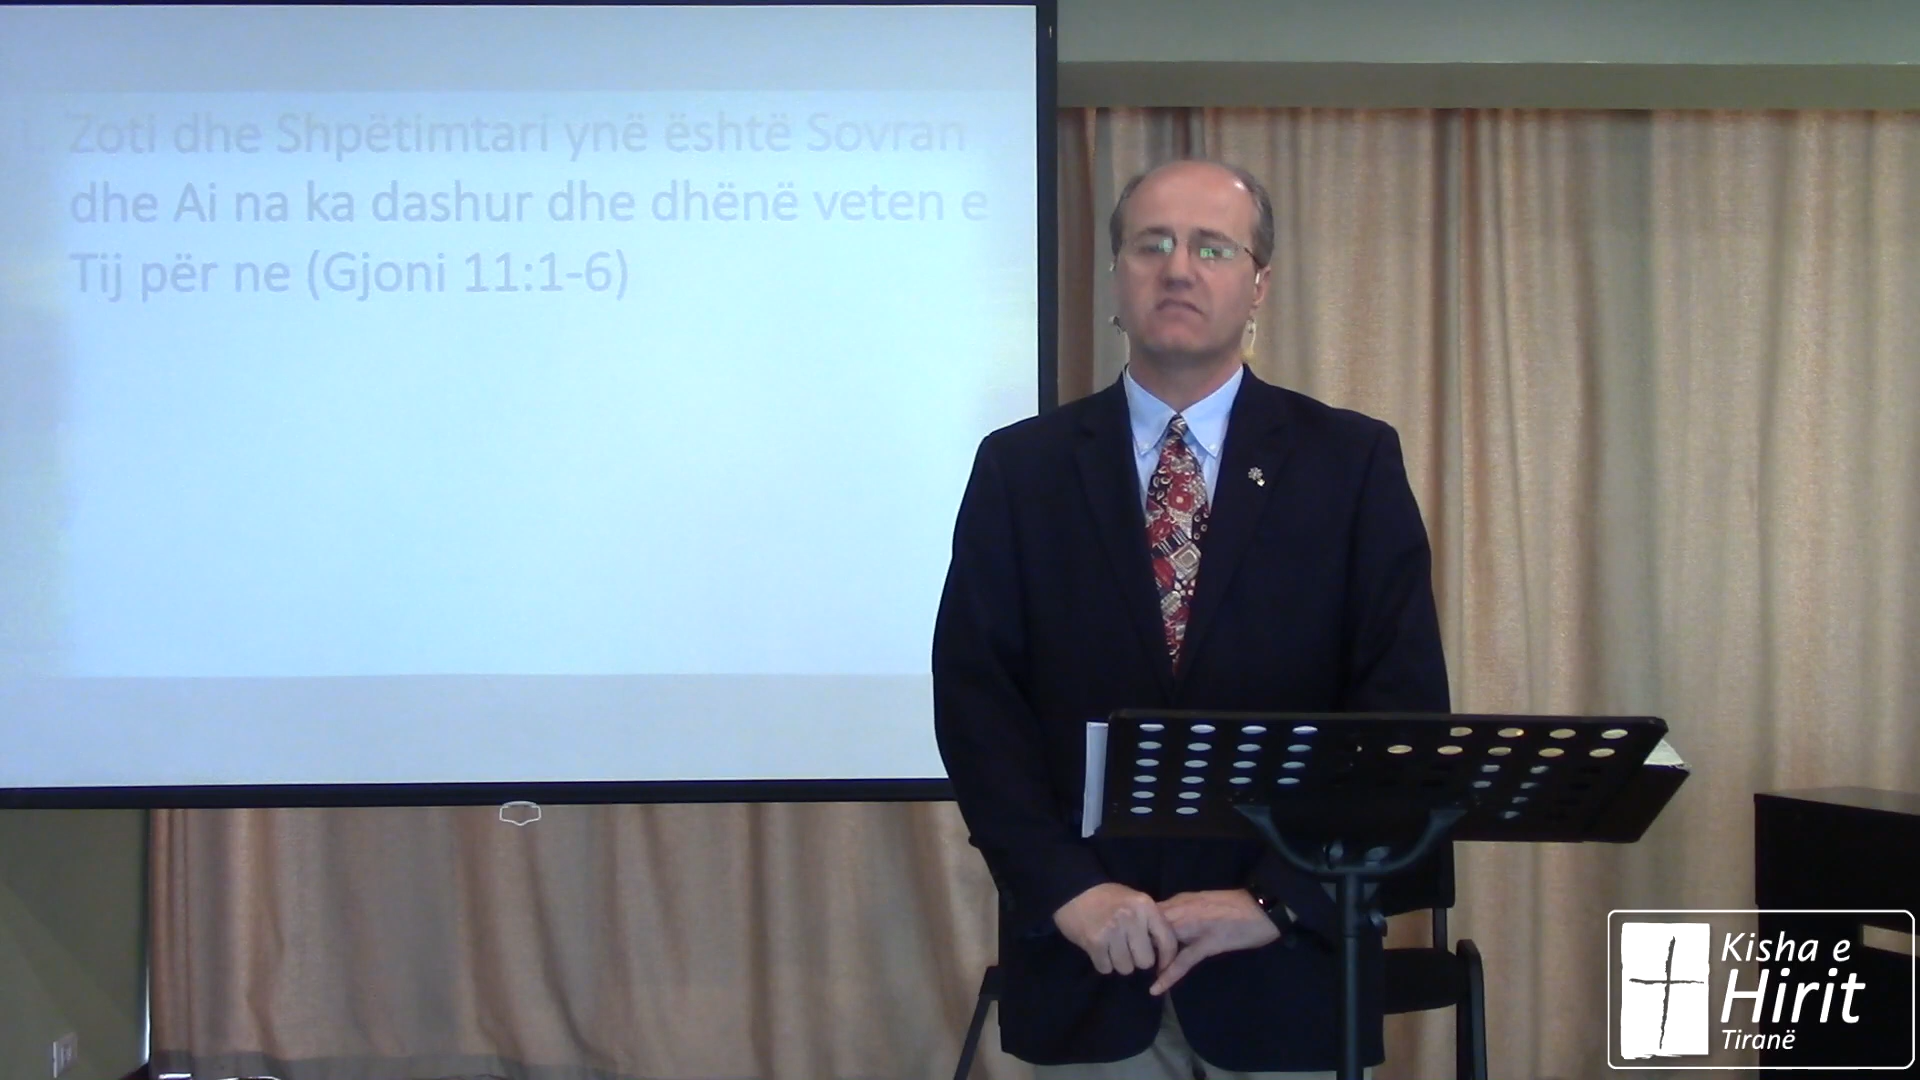 Zoti dhe Shpëtimtari ynë është Sovran
dhe Ai na ka dashur dhe dhënë veten e
Tij për ne (Gjoni 11:1-6)
Kisha e
Hirit
Tiranë